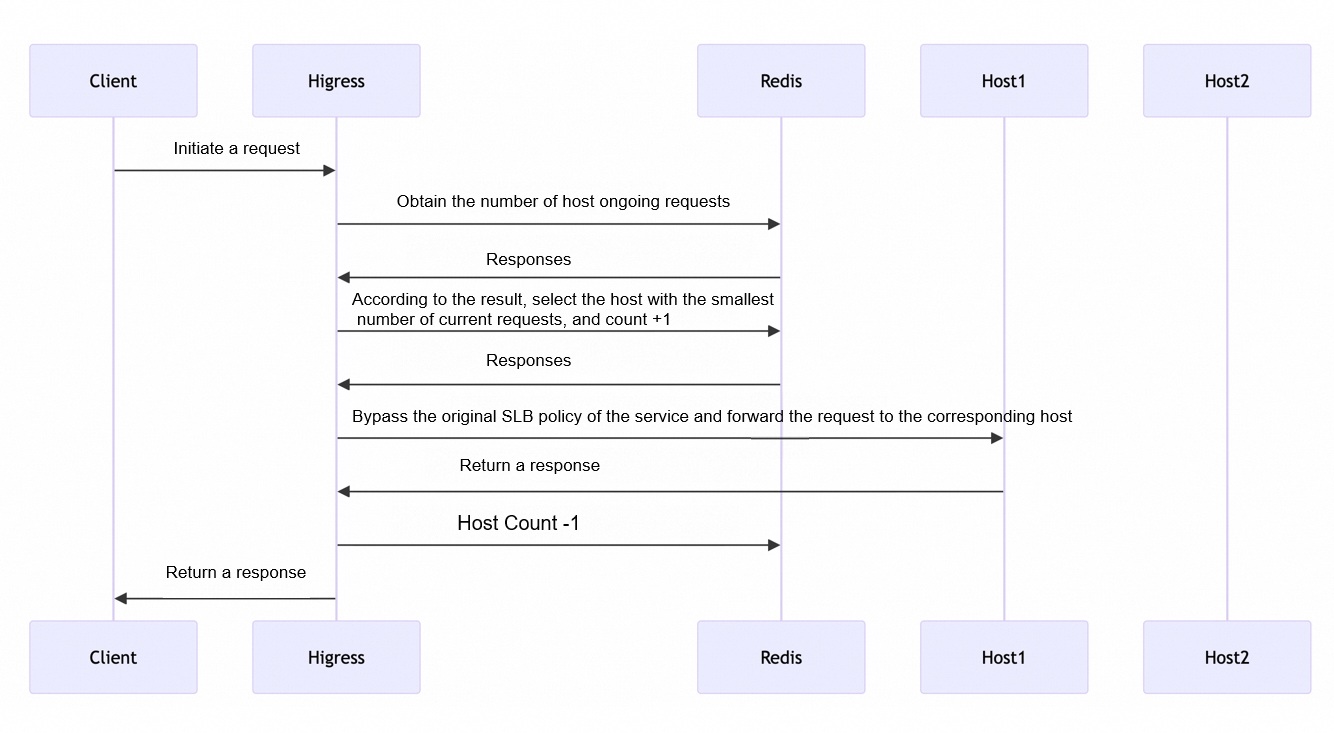 Client
Higress
Redis
Host1
Host2
Initiate a request
Obtain the number of host ongoing requests
Responses
According to the result, select the host with the smallest
number of current requests, and count +1
Responses
Bypass the original SLB policy of the service and forward the request to the corresponding host
Return a response
Host Count -1
Return a response
Client
Higress
Redis
Host1
Host2